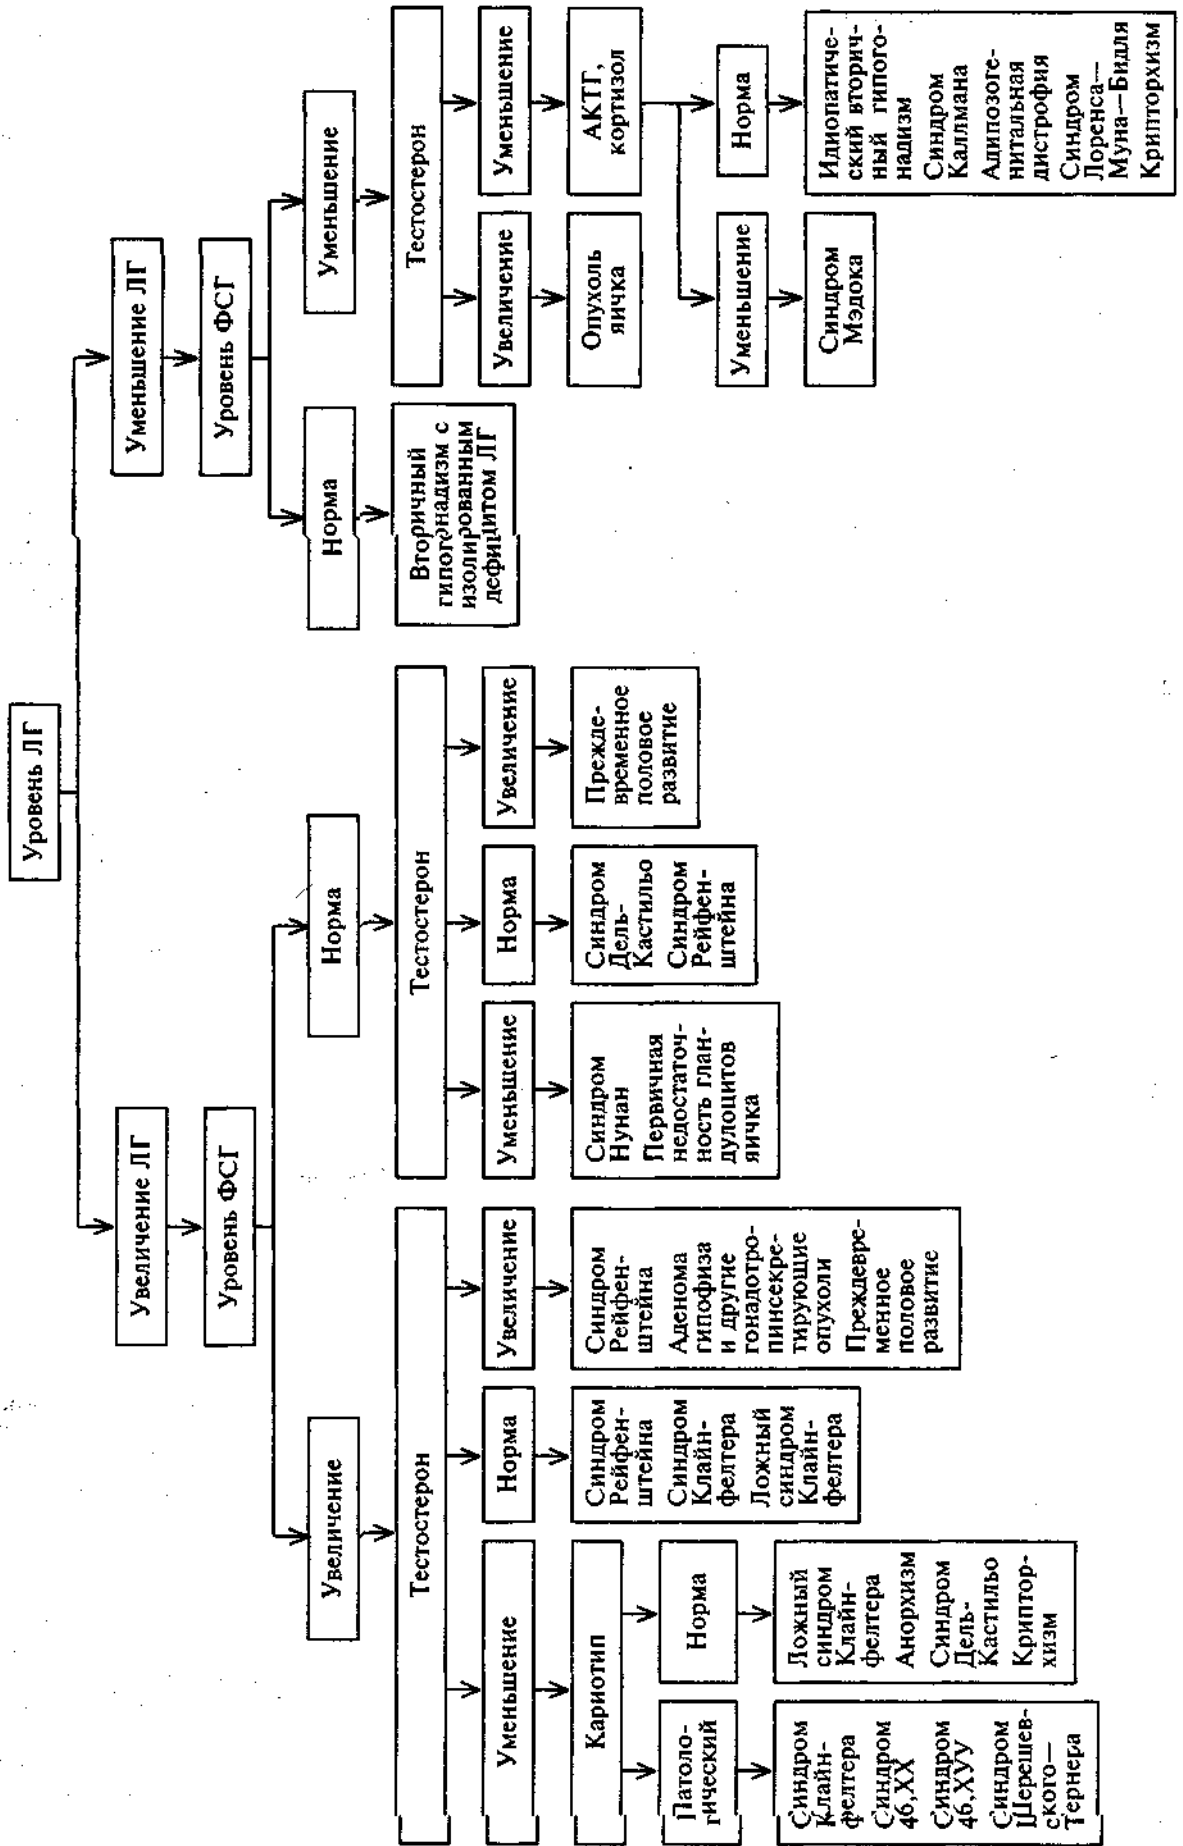 Уровень ЛГ
Увеличение ЛГ
Уровень ФСГ
Увеличение
Тестостерон
Уменьшение
Кариотип
Патоло-
гический
Синдром
Клайн-
фелтера
Синдром
46,XX
Синдром
46,ХУУ
Синдром
Шерешев-
ского—
Тернера
Норма
Ложный
синдром
Клайн-
фелтера
Анорхизм
Синдром
Дель-
Кастильо
Криптор-
хизм
Норма
Синдром
Рейфен-
штейна
Синдром
Клайн-
фелтера
Ложный
синдром
Клайн-
фелтера
Увеличение
Синдром
Рейфен-
штейна
Аденома
гипофиза
и другие
гонадотро-
пинсекре-
тирующие
опухоли
Преждевре-
менное
половое
развитие
Норма
Тестостерон
Уменьшение
Синдром
Нунан
Первичная
недостаточ-
ность глан-
дулоцитов
яичка
Норма
Синдром
Дель-
Кастильо
Синдром
Рейфен-
штейна
Увеличение
Прежде-
временное
половое
развитие
Уменьшение ЛГ
Уровень ФСГ
Норма
Вторичный
гипогонадизм с
изолированным
дефицитом ЛГ
Уменьшение
Тестостерон
Увеличение
Опухоль
яичка
Уменьшение
АКТГ,
кортизол
Уменьшение
Синдром
Мэдока
Норма
Идиопатиче-
ский вторич-
ный гипого-
надизм
Синдром
Каллмана
Адипозоге-
нитальная
дистрофия
Синдром
Лоренса—
Муна—Бидля
Крипторхизм